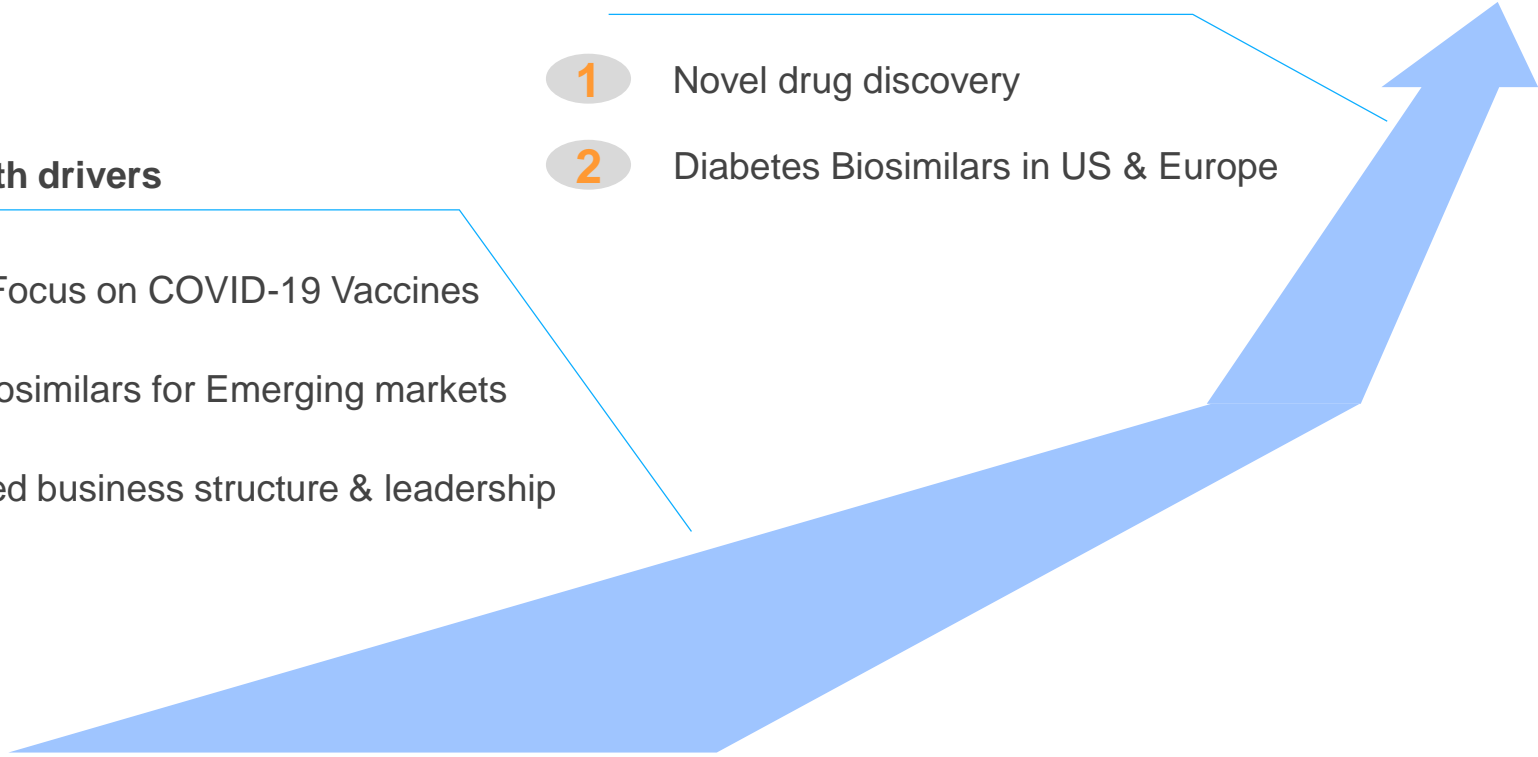 1 Novel drug discovery
2 Diabetes Biosimilars in US & Europe
th drivers
Focus on COVID-19 Vaccines
osimilars for Emerging markets
ed business structure & leadership